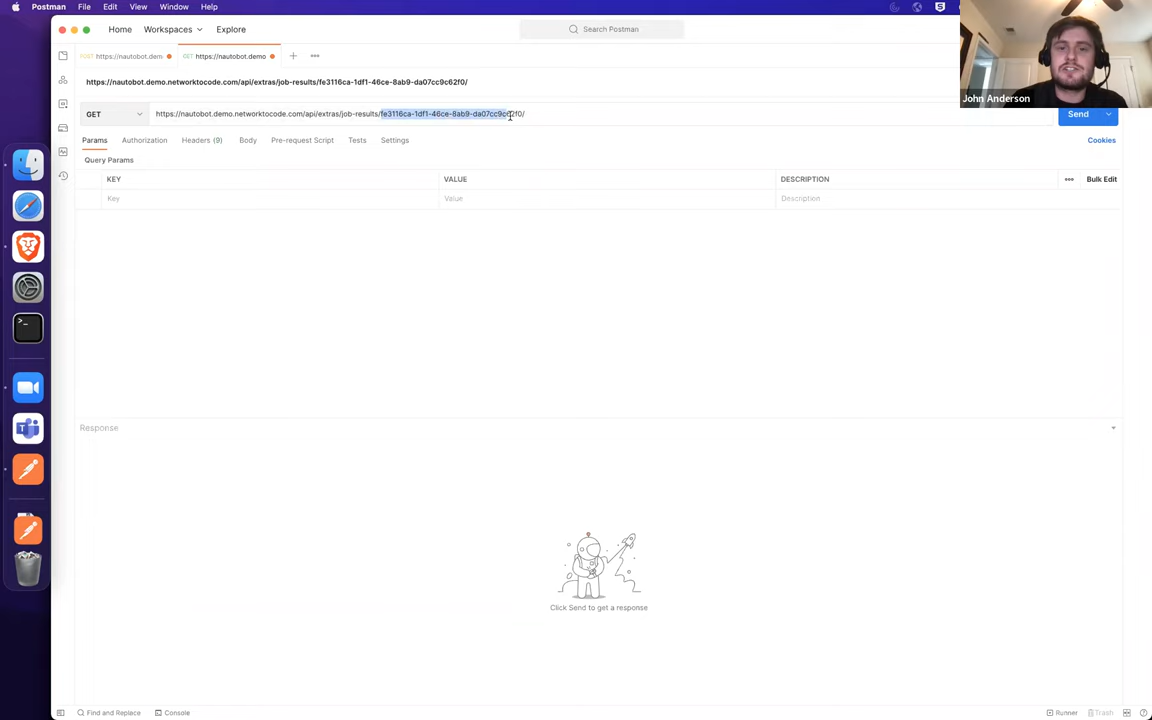 Postman File Edit View Window Help
Home Workspaces Explore Search Postman
POST https://nautobot.dem GET https://nautobot.demo
https://nautobot.demo.networktocode.com/api/extras/job-results/fe3116ca-1df1-46ce-8ab9-da07cc9c62f0/
John Anderson
GET https://nautobot.demo.networktocode.com/api/extras/job-results/fe3116ca-1df1-46ce-8ab9-da07cc9c62f0/ Send
Params Authorization Headers (9) Body Pre-request Script Tests Settings Cookies
Query Params
KEY VALUE DESCRIPTION Bulk Edit
Key Value Description
Response
Click Send to get a response
Find and Replace Console Runner Trash